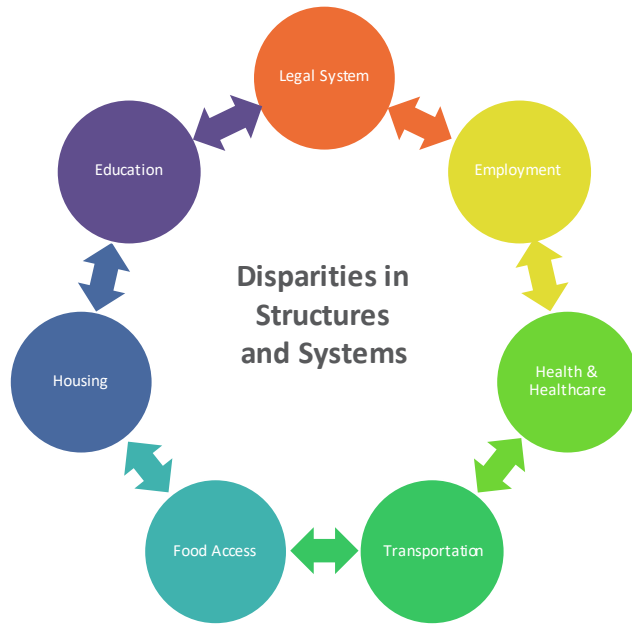 Legal System
Employment
Health &
Healthcare
Transportation
Food Access
Housing
Education
Disparities in
Structures
and Systems